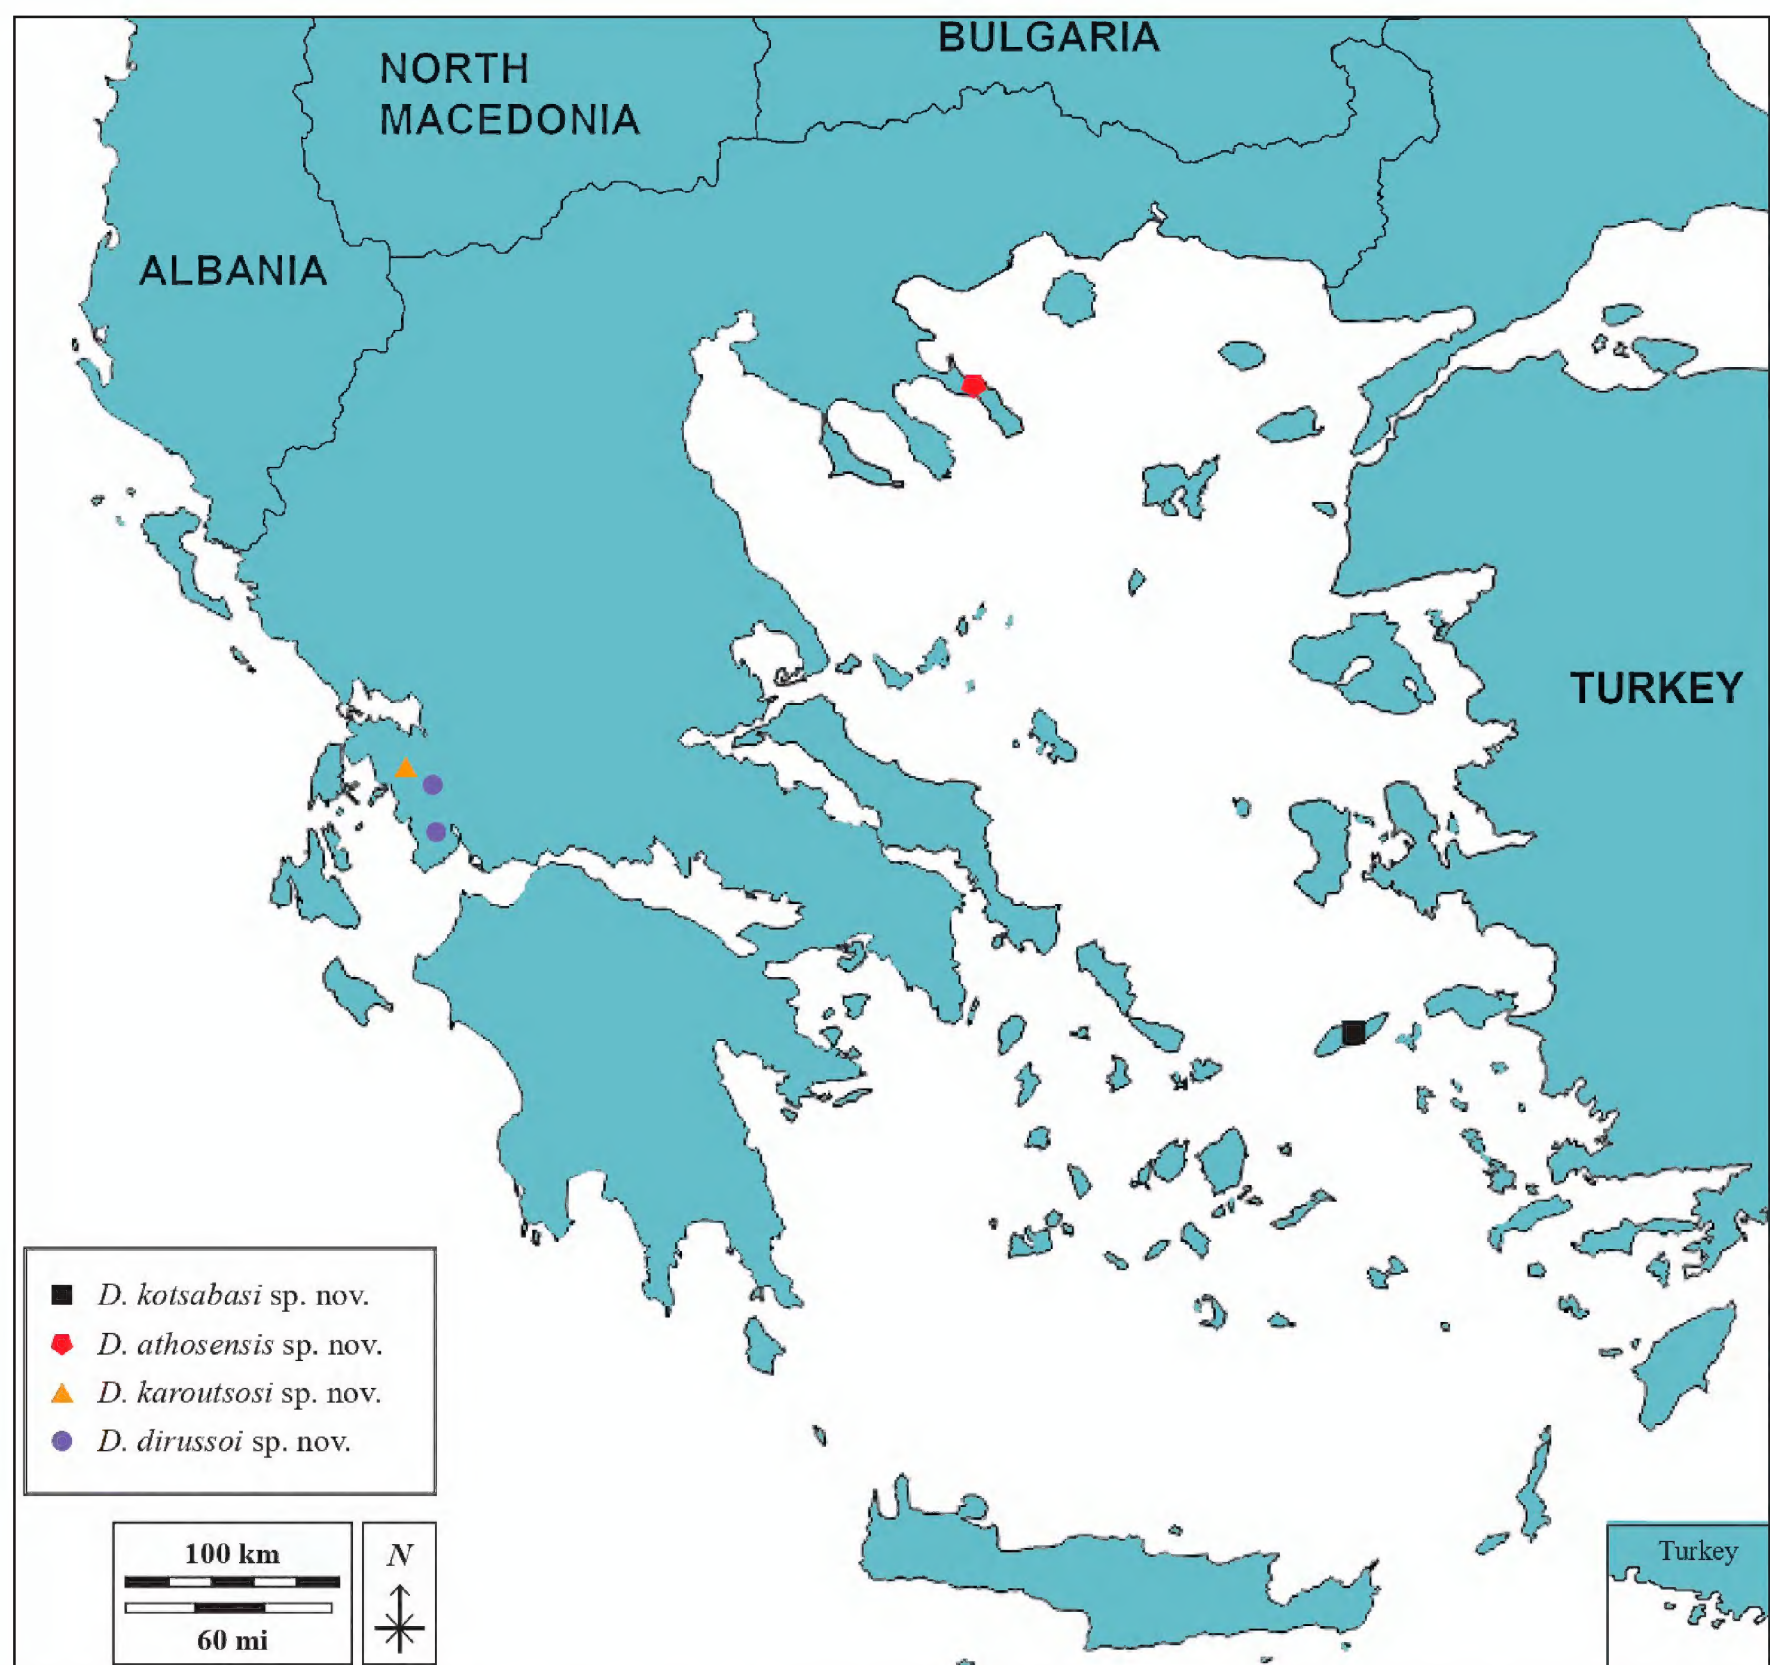 BULGARIA
NORTH
MACEDONIA
ALBANIA
TURKEY
D. kotsabasi sp. nov.
D. athosensis sp. nov.
D. karoutsosi sp. nov.
D. dirussoi sp. nov.
100 km
60 mi
N
Turkey